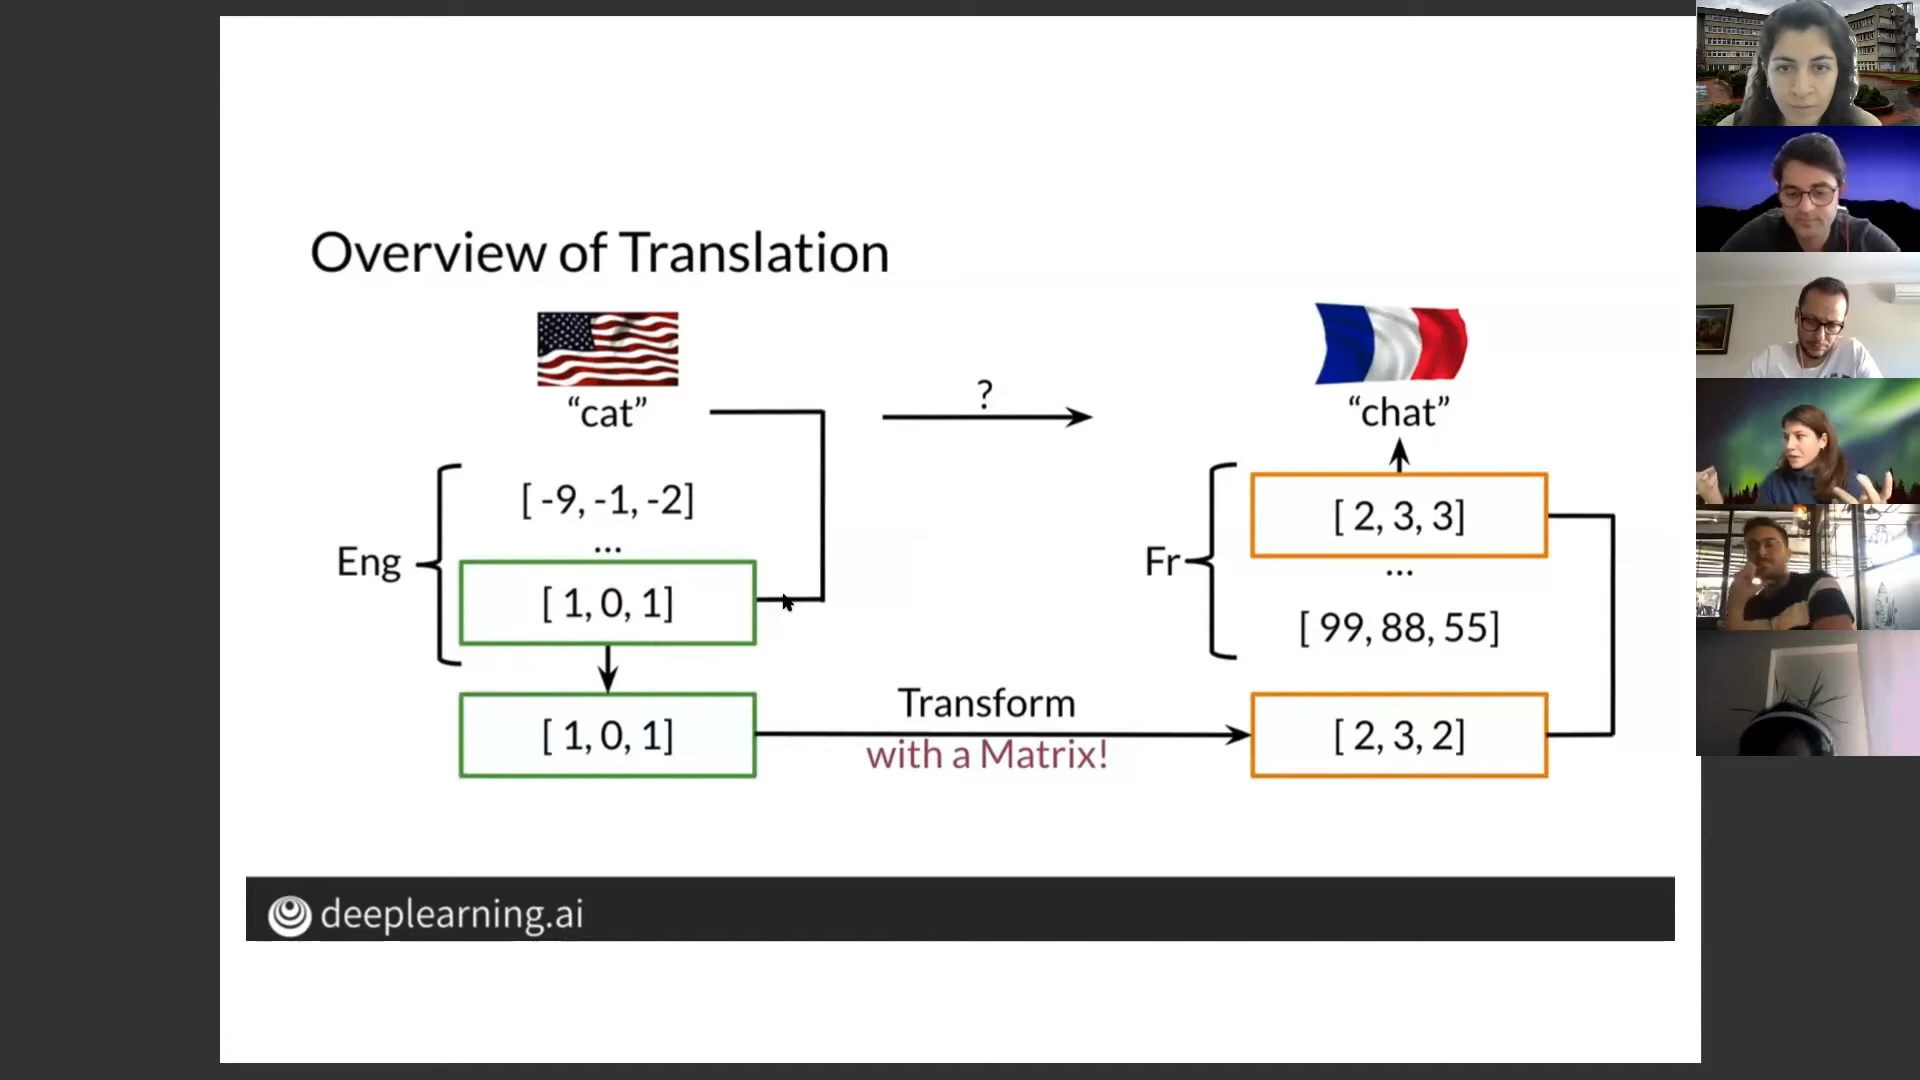 Overview of Translation
“cat”
?
“chat”
Eng
[ -9, -1, -2]
...
[ 1, 0, 1]
Fr
[ 2, 3, 3]
...
[ 99, 88, 55]
[ 1, 0, 1]
Transform
with a Matrix!
[ 2, 3, 2]
deeplearning.ai